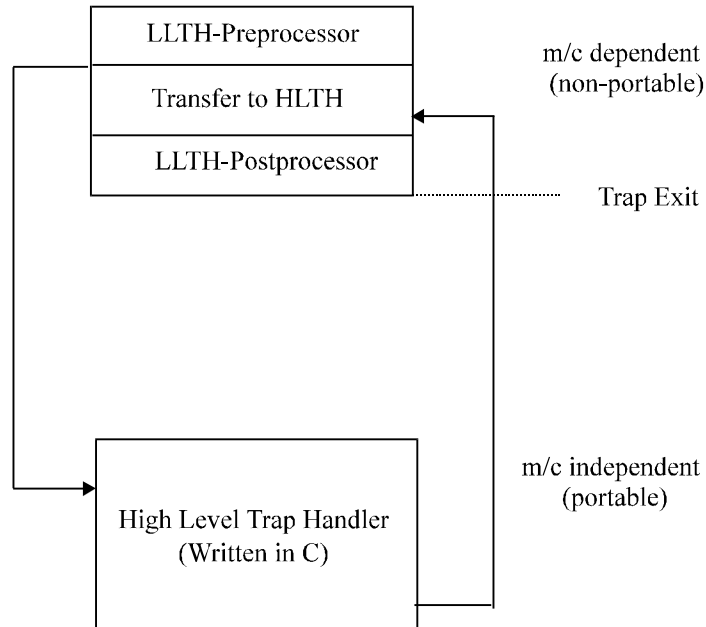 LLTH-Preprocessor
m/c dependent
(non-portable)
Transfer to HLTH
LLTH-Postprocessor
Trap Exit
m/c independent
(portable)
High Level Trap Handler
(Written in C)